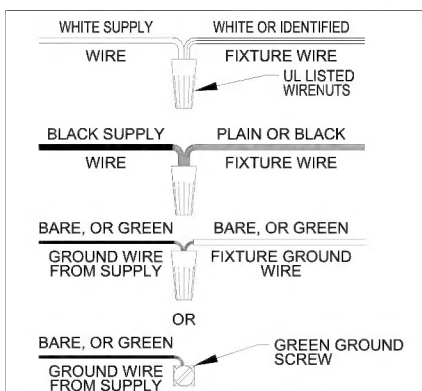 WHITE SUPPLY
WIRE
WHITE OR IDENTIFIED
FIXTURE WIRE
UL LISTED
WIRENUTS
BLACK SUPPLY
WIRE
PLAIN OR BLACK
FIXTURE WIRE
BARE, OR GREEN
GROUND WIRE
FROM SUPPLY
BARE, OR GREEN
FIXTURE GROUND
WIRE
OR
BARE, OR GREEN
GROUND WIRE
FROM SUPPLY
GREEN GROUND
SCREW